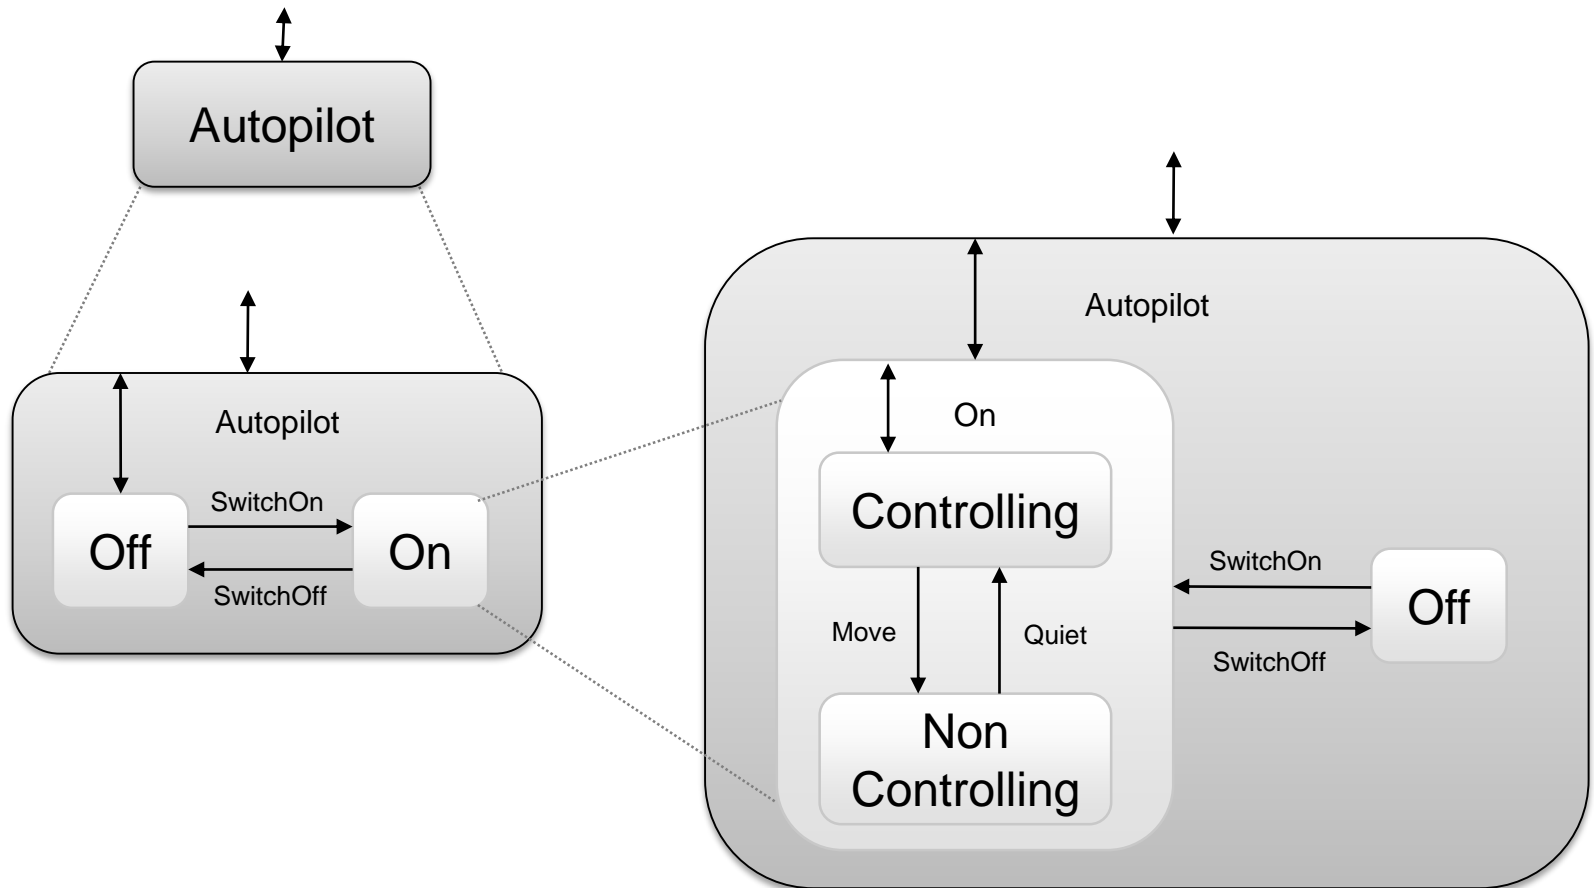 Autopilot
Autopilot
SwitchOn
Off
On
SwitchOff
Autopilot
On
Controlling
SwitchOn
Off
Move
Quiet
SwitchOff
Non
Controlling